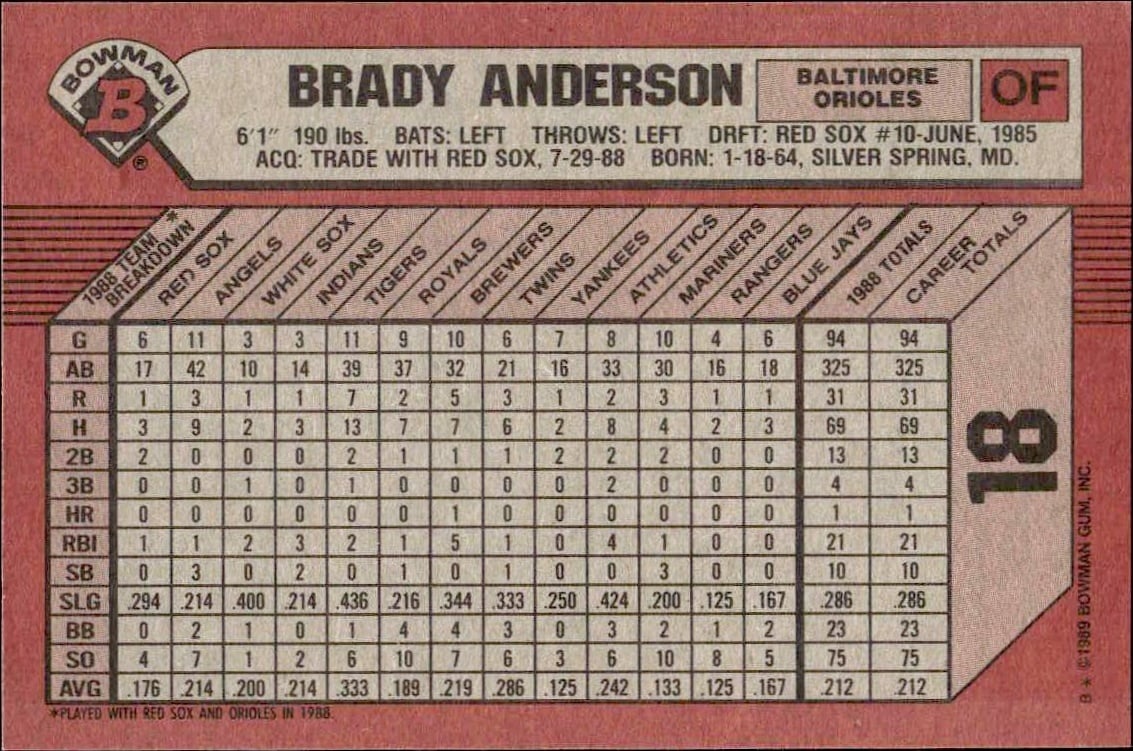 BOWMAN
B
®
BRADY ANDERSON
BALTIMORE
ORIOLES
OF
6'1" 190 lbs. BATS: LEFT THROWS: LEFT DRFT: RED SOX #10-JUNE, 1985
ACQ: TRADE WITH RED SOX, 7-29-88 BORN: 1-18-64, SILVER SPRING, MD.
1988 TEAM *
BREAKDOWN
RED SOX
ANGELS
WHITE SOX
INDIANS
TIGERS
ROYALS
BREWERS
TWINS
YANKEES
ATHLETICS
MARINERS
RANGERS
BLUE JAYS
1988 TOTALS
CAREER
TOTALS
G 6 11 3 3 11 9 10 6 7 8 10 4 6 94 94
AB 17 42 10 14 39 37 32 21 16 33 30 16 18 325 325
R 1 3 1 1 7 2 5 3 1 2 3 1 1 31 31
H 3 9 2 3 13 7 7 6 2 8 4 2 3 69 69
2B 2 0 0 0 2 1 1 1 2 2 2 0 0 13 13
3B 0 0 1 0 1 0 0 0 0 2 0 0 0 4 4
HR 0 0 0 0 0 0 1 0 0 0 0 0 0 1 1
RBI 1 1 2 3 2 1 5 1 0 4 1 0 0 21 21
SB 0 3 0 2 0 1 0 1 0 0 3 0 0 10 10
SLG .294 .214 .400 .214 .436 .216 .344 .333 .250 .424 .200 .125 .167 .286 .286
BB 0 2 1 0 1 4 4 3 0 3 2 1 2 23 23
SO 4 7 1 2 6 10 7 6 3 6 10 8 5 75 75
AVG .176 .214 .200 .214 .333 .189 .219 .286 .125 .242 .133 .125 .167 .212 .212
*PLAYED WITH RED SOX AND ORIOLES IN 1988.
18
B * ©1989 BOWMAN GUM, INC.